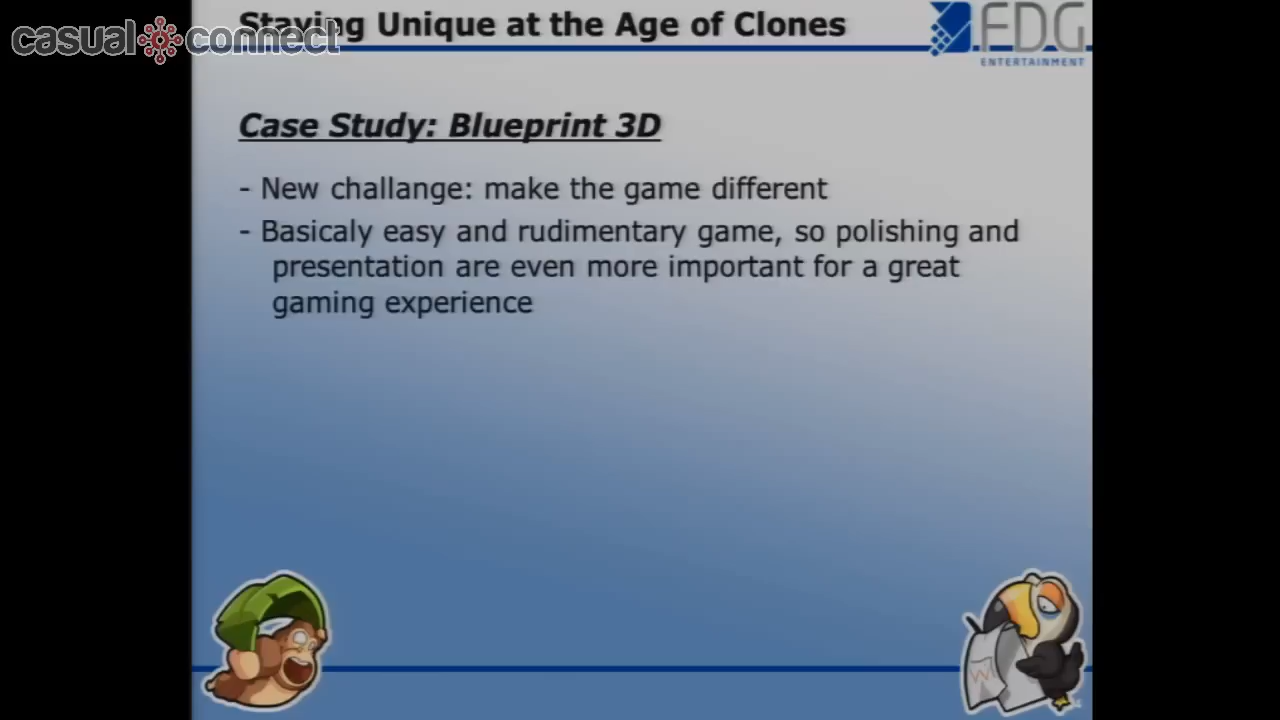 Staying Unique at the Age of Clones
casual connect
FDG
ENTERTAINMENT
Case Study: Blueprint 3D
- New challange: make the game different
- Basicaly easy and rudimentary game, so polishing and
presentation are even more important for a great
gaming experience
W